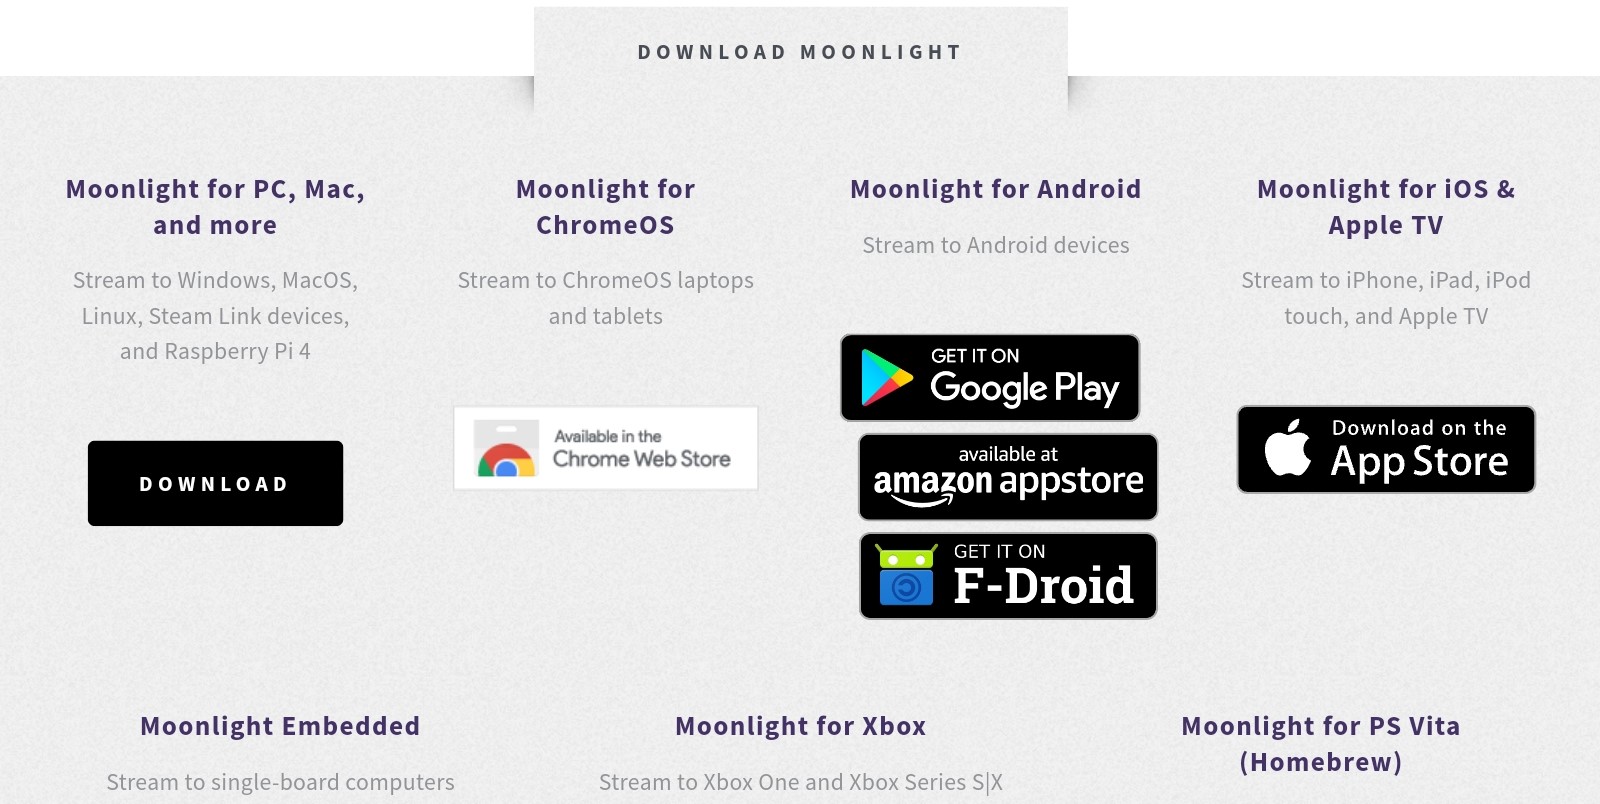 DOWNLOAD MOONLIGHT
Moonlight for PC, Mac,
and more
Stream to Windows, MacOS,
Linux, Steam Link devices,
and Raspberry Pi 4
DOWNLOAD
Moonlight for
ChromeOS
Stream to ChromeOS laptops
and tablets
Available in the
Chrome Web Store
Moonlight for Android
Stream to Android devices
GET IT ON
Google Play
available at
amazon appstore
GET IT ON
F-Droid
Moonlight for iOS &
Apple TV
Stream to iPhone, iPad, iPod
touch, and Apple TV
Download on the
App Store
Moonlight Embedded
Stream to single-board computers
Moonlight for Xbox
Stream to Xbox One and Xbox Series S|X
Moonlight for PS Vita
(Homebrew)